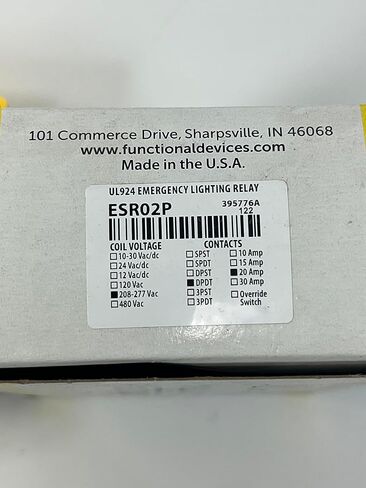 101 Commerce Drive, Sharpsville, IN 46068
www.functionaldevices.com
Made in the U.S.A.
UL924 EMERGENCY LIGHTING RELAY
ESR02P 395776A
122
COIL VOLTAGE CONTACTS
□ 10-30 Vac/dc □ SPST □ 10 Amp
□ 24 Vac/dc □ SPDT □ 15 Amp
□ 12 Vac/dc □ DPST ■ 20 Amp
□ 120 Vac ■ DPDT □ 30 Amp
■ 208-277 Vac □ 3PST □ Override
□ 480 Vac □ 3PDT Switch